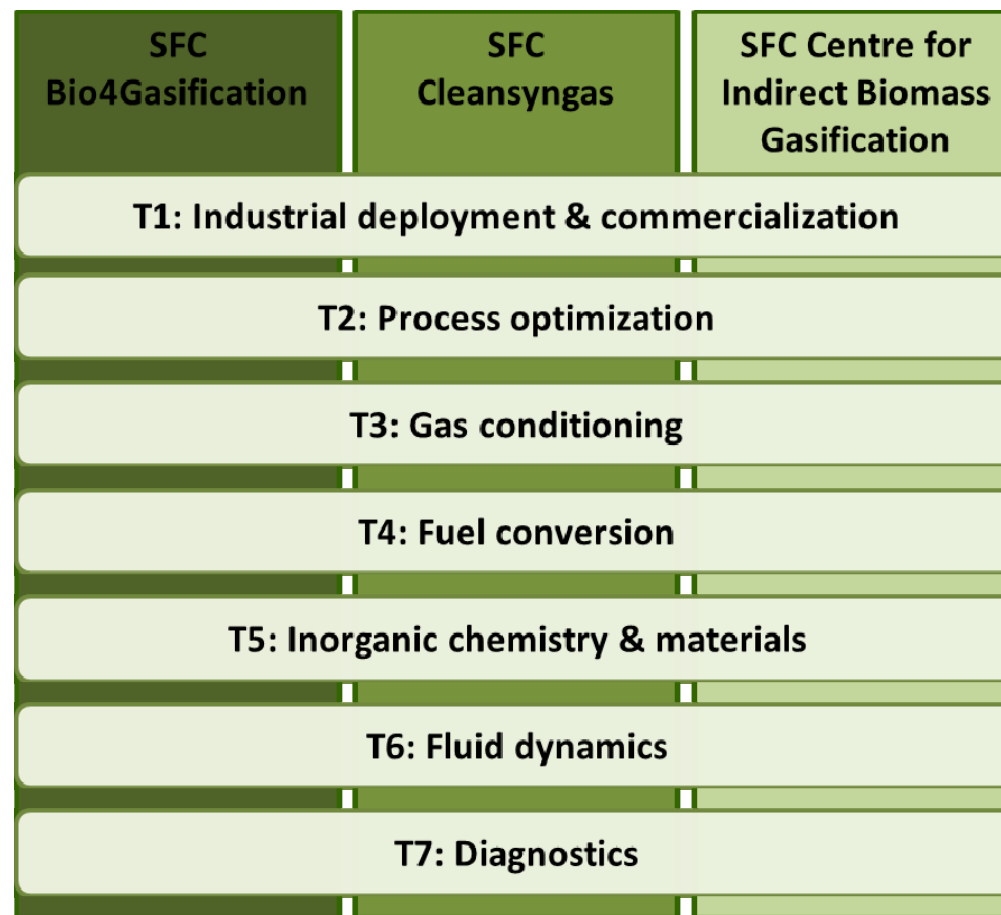 SFC
Bio4Gasification
SFC
Cleansyngas
SFC Centre for
Indirect Biomass
Gasification
T1: Industrial deployment & commercialization
T2: Process optimization
T3: Gas conditioning
T4: Fuel conversion
T5: Inorganic chemistry & materials
T6: Fluid dynamics
T7: Diagnostics